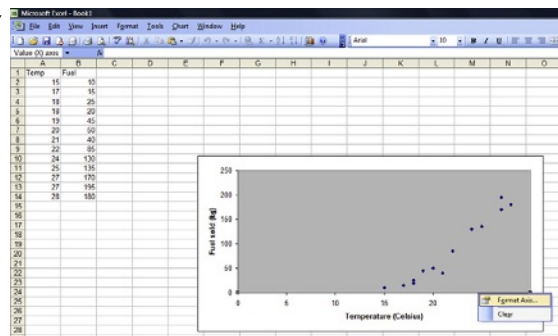 Microsoft Excel - Book1
File Edit View Insert Format Tools Chart Window Help
Arial 10 B I U
Value (X) axis
A B C D E F G H I J K L M N O
1 Temp Fuel
2 15 10
3 17 15
4 18 25
5 18 20
6 19 45
7 20 50
8 21 40
9 22 85
10 24 130
11 25 135
12 27 170
13 27 195
14 28 180
15
16
17
18
19
20
21
22
23
24
25
26
27
28
250
200
150
100
50
0
Fuel sold (kg)
0 5 10 15 20
Temperature (Celsius)
Format Axis...
Clear